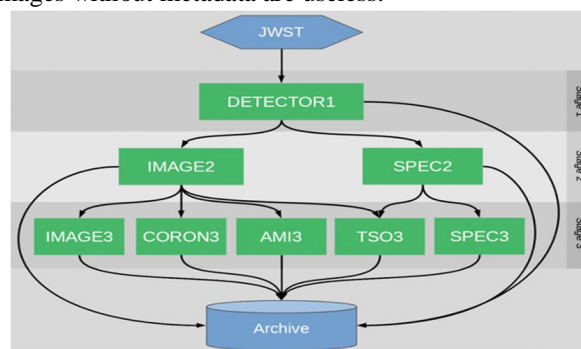 images without metadata are useless.
JWST
DETECTOR1
Stage 1
IMAGE2 SPEC2
Stage 2
IMAGE3 CORON3 AMI3 TSO3 SPEC3
Stage 3
Archive